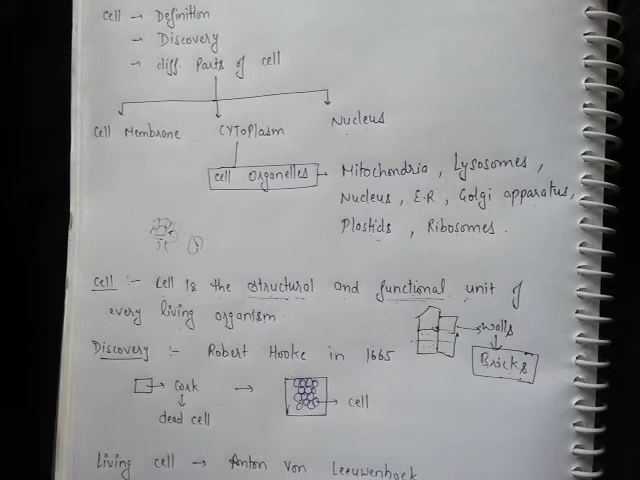 Cell → Definition
→ Discovery
→ diff. Parts of cell
Cell Membrane CYToPlasm Nucleus
Cell Organelles → Mitochondria, Lysosomes,
Nucleus, E.R, Golgi apparatus,
Plastids, Ribosomes.
Cell :- Cell is the structural and functional unit of
every living organism.
→ walls
Discovery :- Robert Hooke in 1665
Bricks
→ Cork → → cell
dead cell
Living cell → Anton Von Leeuwenhoek